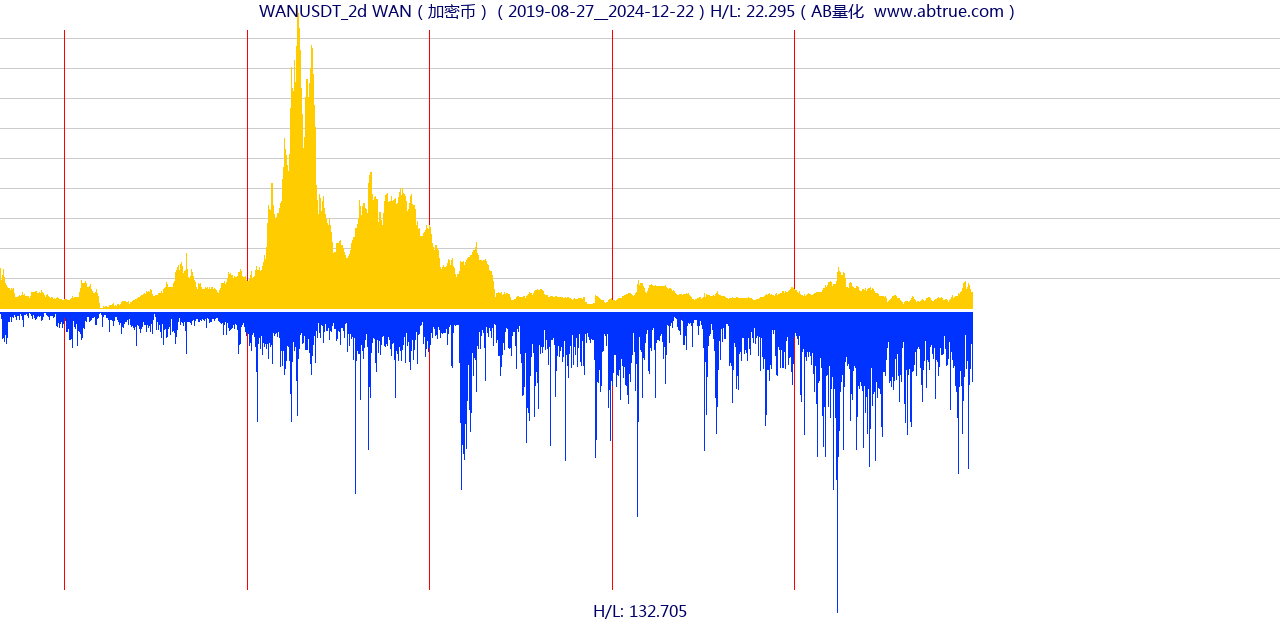 WANUSDT_2d WAN ( 加密币 ) ( 2019-08-27__2024-12-22 ) H/L: 22.295 ( AB量化  www.abtrue.com )
H/L: 132.705